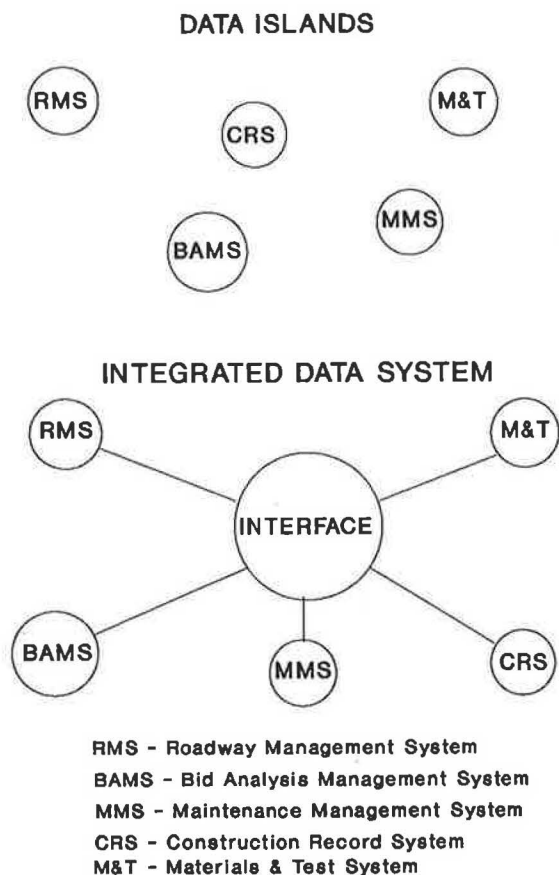 DATA ISLANDS
RMS
CRS
M&T
BAMS
MMS
INTEGRATED DATA SYSTEM
RMS
M&T
INTERFACE
BAMS
MMS
CRS
RMS - Roadway Management System
BAMS - Bid Analysis Management System
MMS - Maintenance Management System
CRS - Construction Record System
M&T - Materials & Test System